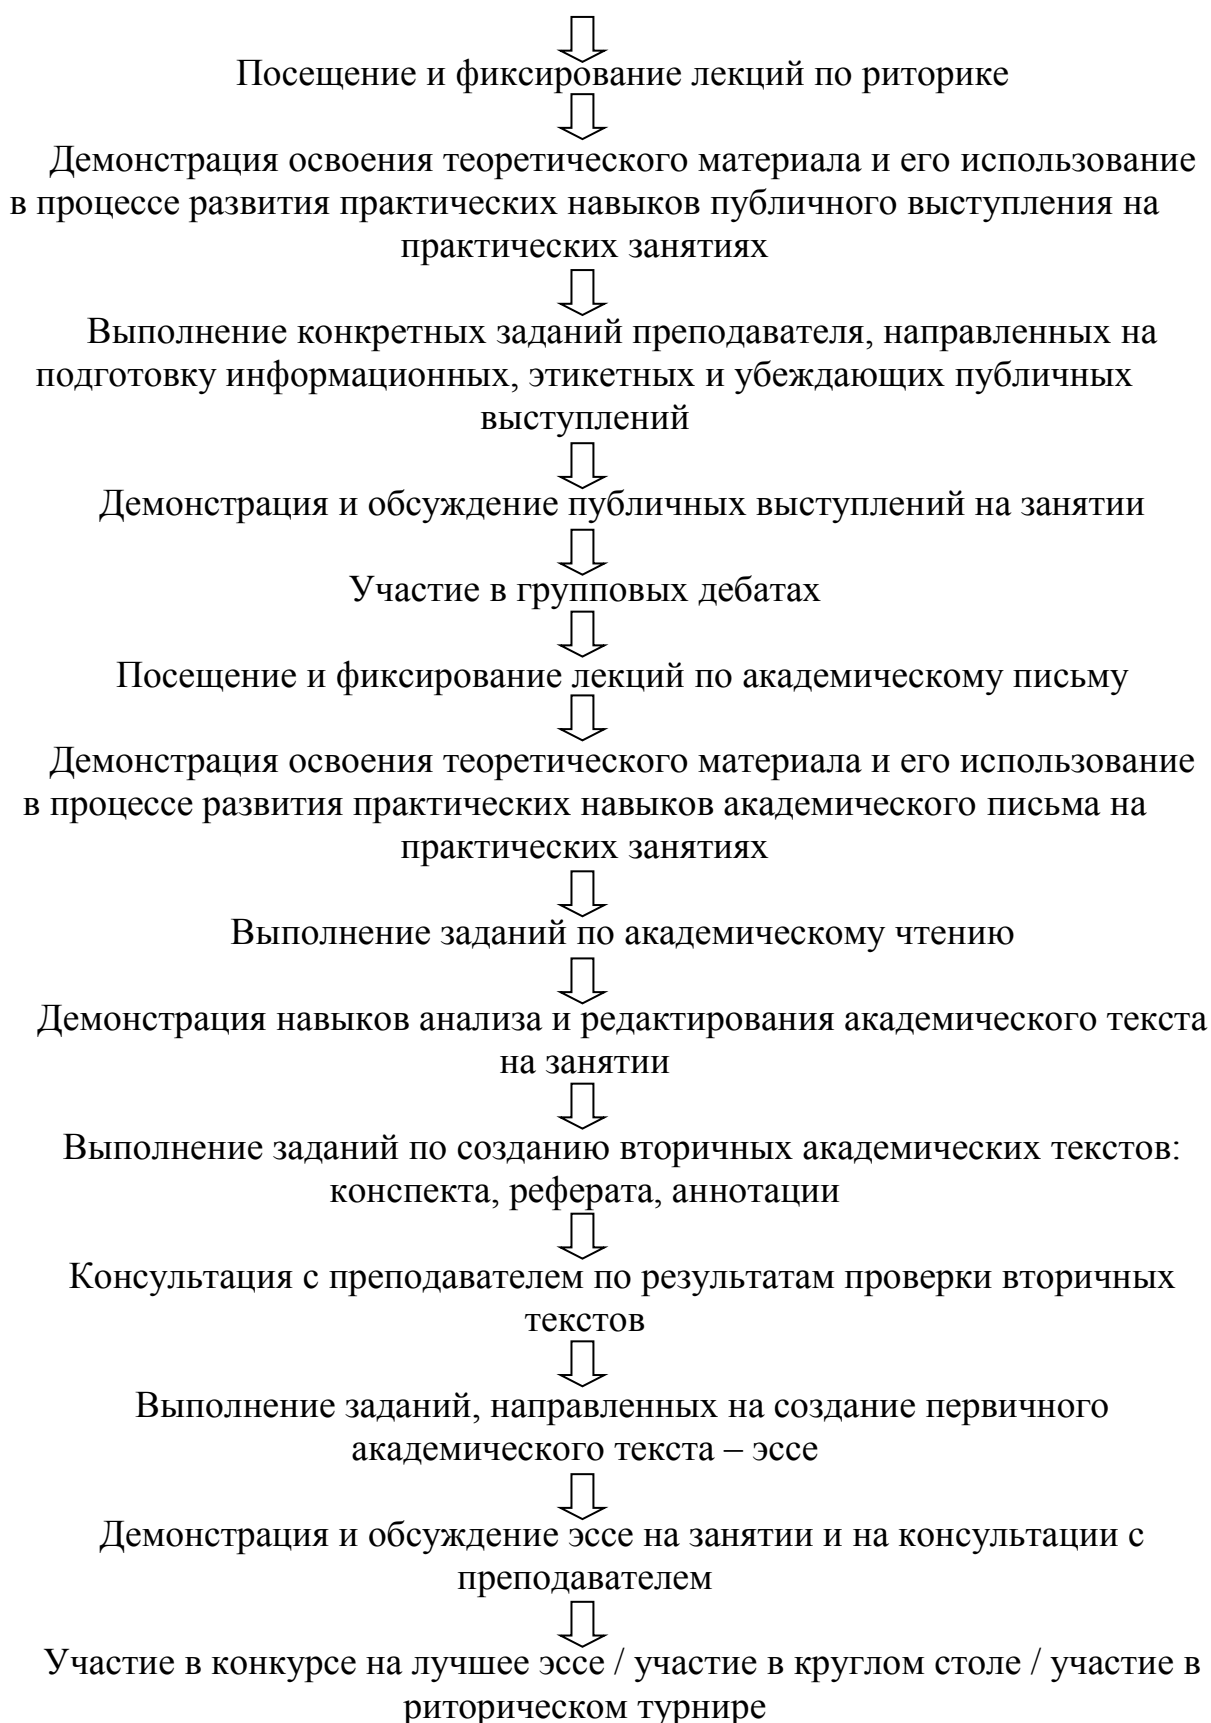 Посещение и фиксирование лекций по риторике
Демонстрация освоения теоретического материала и его использование
в процессе развития практических навыков публичного выступления на
практических занятиях
Выполнение конкретных заданий преподавателя, направленных на
подготовку информационных, этикетных и убеждающих публичных
выступлений
Демонстрация и обсуждение публичных выступлений на занятии
Участие в групповых дебатах
Посещение и фиксирование лекций по академическому письму
Демонстрация освоения теоретического материала и его использование
в процессе развития практических навыков академического письма на
практических занятиях
Выполнение заданий по академическому чтению
Демонстрация навыков анализа и редактирования академического текста
на занятии
Выполнение заданий по созданию вторичных академических текстов:
конспекта, реферата, аннотации
Консультация с преподавателем по результатам проверки вторичных
текстов
Выполнение заданий, направленных на создание первичного
академического текста – эссе
Демонстрация и обсуждение эссе на занятии и на консультации с
преподавателем
Участие в конкурсе на лучшее эссе / участие в круглом столе / участие в
риторическом турнире